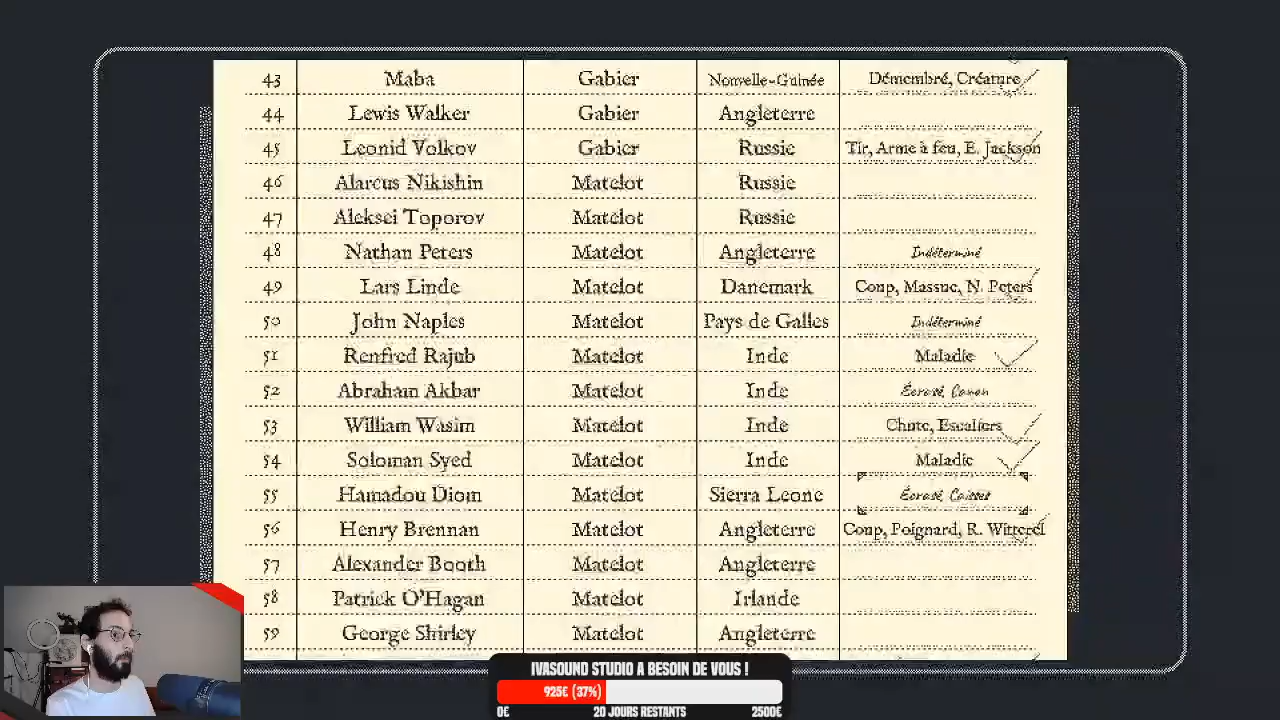 43 Maba Gabier Nouvelle-Guinée Démembré, Créature
44 Lewis Walker Gabier Angleterre
45 Leonid Volkov Gabier Russie Tir, Arme à feu, E. Jackson
46 Alarcus Nikishin Matelot Russie
47 Aleksei Toporov Matelot Russie
48 Nathan Peters Matelot Angleterre Indéterminé
49 Lars Linde Matelot Danemark Coup, Massue, N. Peters
50 John Naples Matelot Pays de Galles Indéterminé
51 Renfred Rajub Matelot Inde Maladie
52 Abraham Akbar Matelot Inde Écrasé, Canon
53 William Wasim Matelot Inde Chute, Escaliers
54 Soloman Syed Matelot Inde Maladie
55 Hamadou Diom Matelot Sierra Leone Écrasé, Caisses
56 Henry Brennan Matelot Angleterre Coup, Poignard, R. Witterel
57 Alexander Booth Matelot Angleterre
58 Patrick O'Hagan Matelot Irlande
59 George Shirley Matelot Angleterre
IVASOUND STUDIO A BESOIN DE VOUS !
925€ (37%)
0€ 20 JOURS RESTANTS 2500€